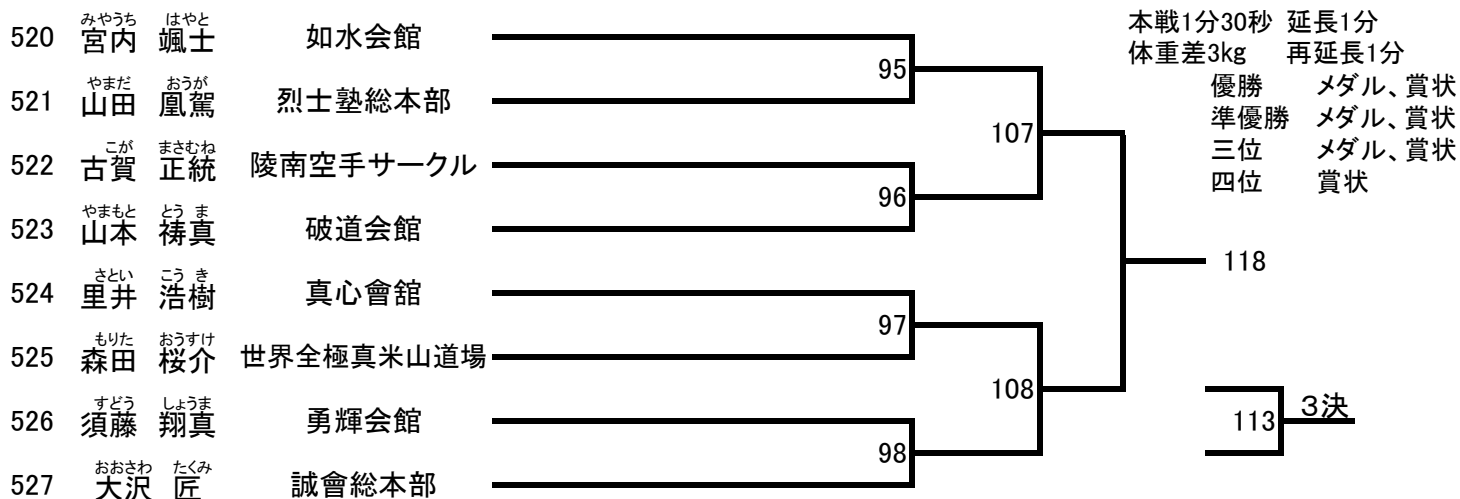 本戦1分30秒 延長1分
体重差3kg 再延長1分
優勝 メダル、賞状
準優勝 メダル、賞状
三位 メダル、賞状
四位 賞状
みやうち はやと
520 宮内 颯士 如水会館
95
やまだ おうが
521 山田 凰駕 烈士塾総本部
107
こが まさむね
522 古賀 正統 陵南空手サークル
96
やまもと とうま
523 山本 祷真 破道会館
118
さとい こうき
524 里井 浩樹 真心會舘
97
もりた おうすけ
525 森田 桜介 世界全極真米山道場
108
すどう しょうま
526 須藤 翔真 勇輝会館
113 3決
98
おおさわ たくみ
527 大沢 匠 誠會総本部